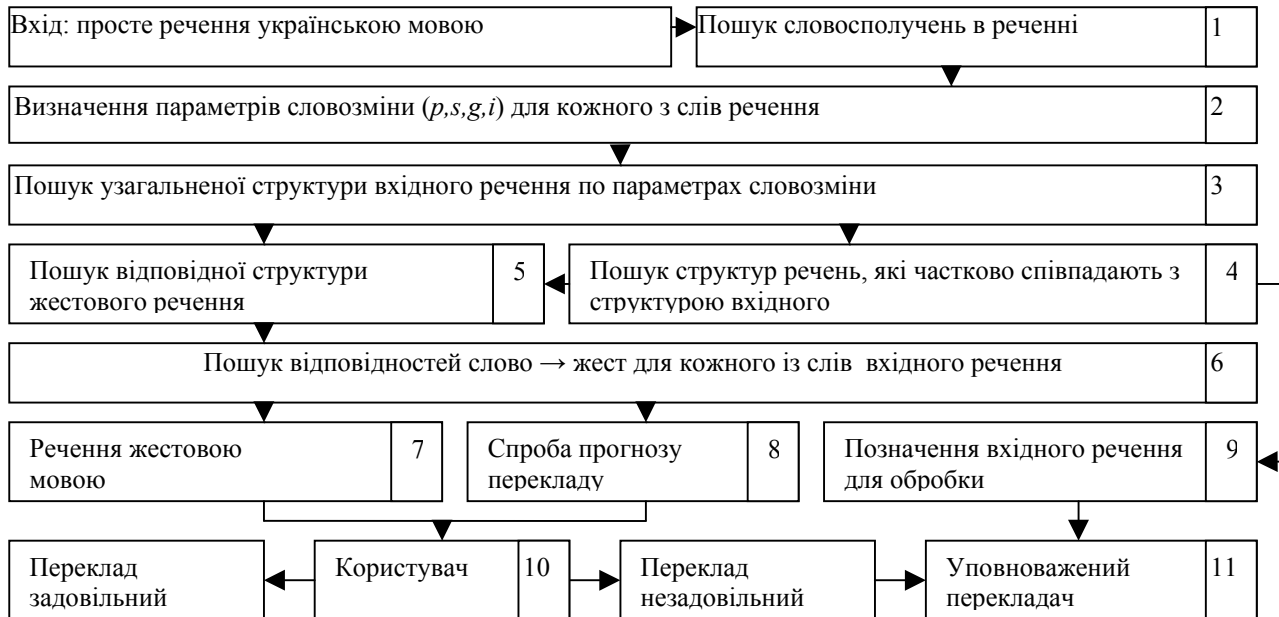 Вхід: просте речення українською мовою
Пошук словосполучень в реченні
1
Визначення параметрів словозміни (p,s,g,i) для кожного з слів речення
2
Пошук узагальненої структури вхідного речення по параметрах словозміни
3
Пошук відповідної структури
жестового речення
5
Пошук структур речень, які частково співпадають з
структурою вхідного
4
Пошук відповідностей слово → жест для кожного із слів вхідного речення
6
Речення жестовою
мовою
7
Спроба прогнозу
перекладу
8
Позначення вхідного речення
для обробки
9
Переклад
задовільний
Користувач
10
Переклад
незадовільний
Уповноважений
перекладач
11